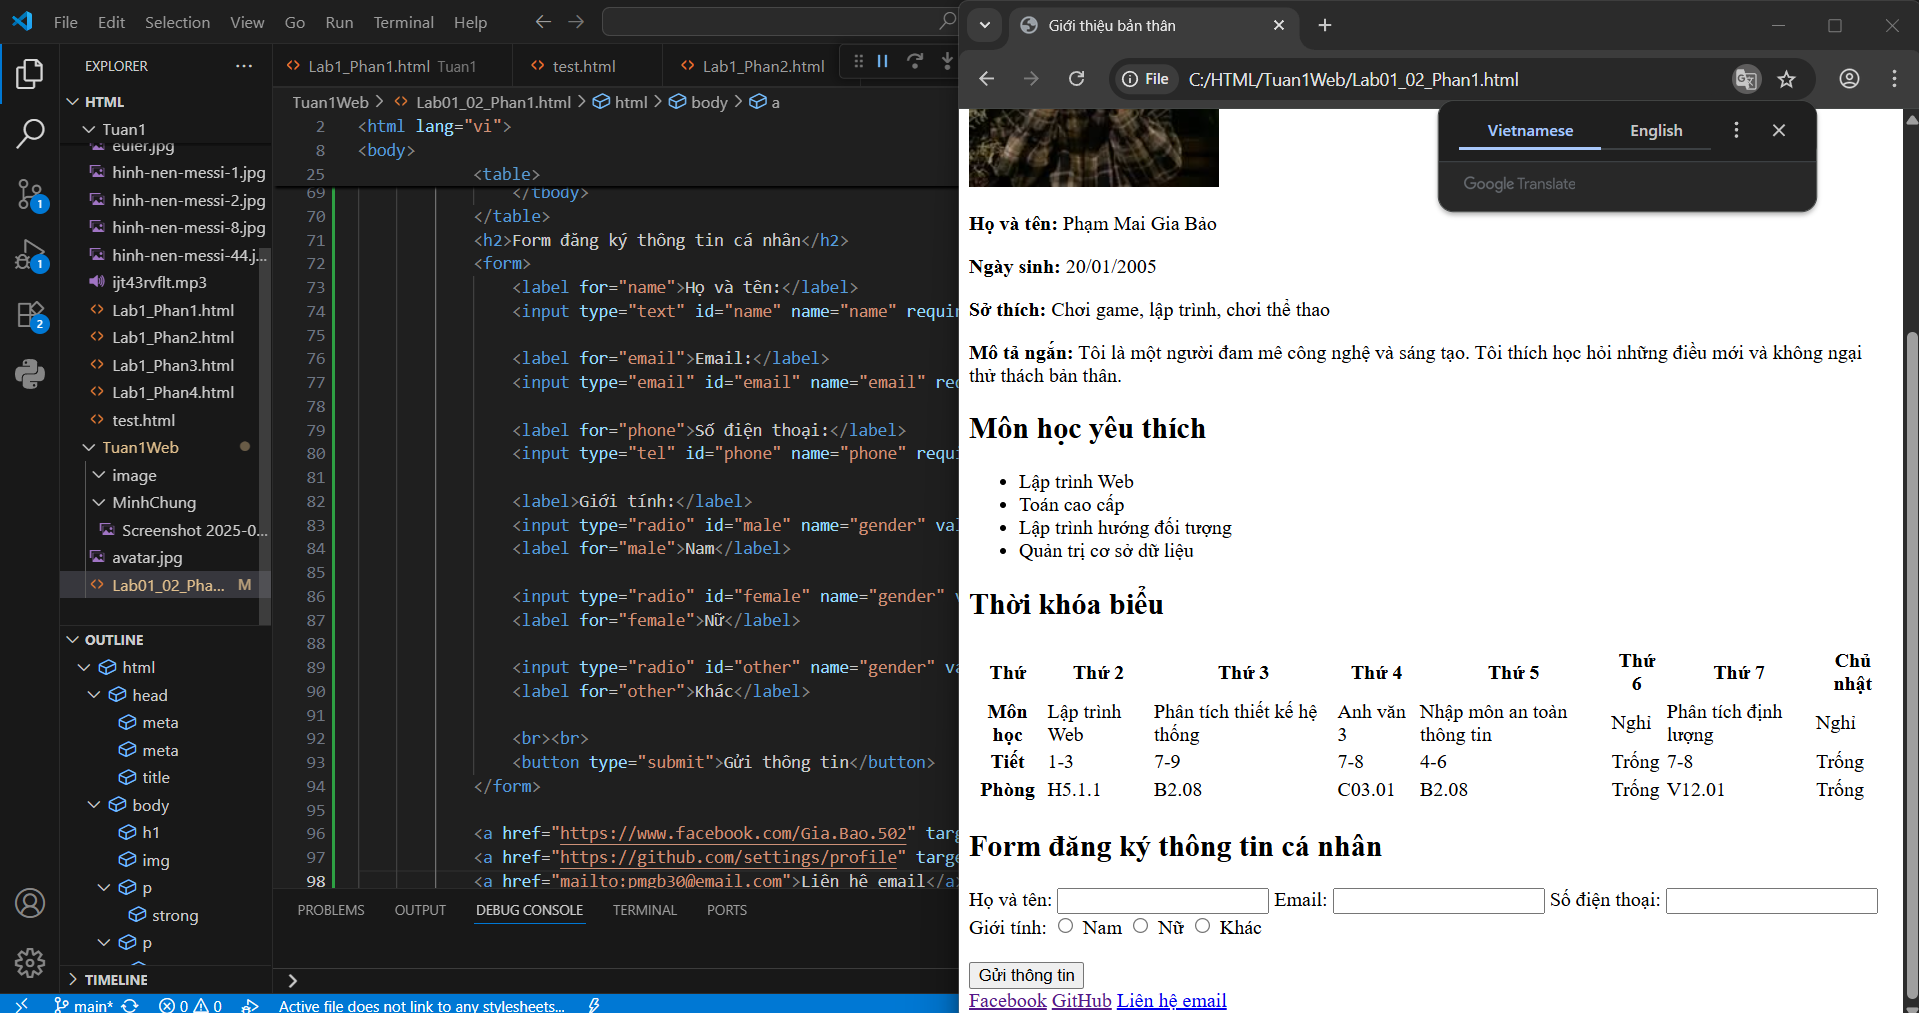 File Edit Selection View Go Run Terminal Help
EXPLORER
HTML
Tuan1
euler.jpg
hinh-nen-messi-1.jpg
hinh-nen-messi-2.jpg
hinh-nen-messi-8.jpg
hinh-nen-messi-44.j...
ijt43rvflt.mp3
Lab1_Phan1.html
Lab1_Phan2.html
Lab1_Phan3.html
Lab1_Phan4.html
test.html
Tuan1Web
image
MinhChung
Screenshot 2025-0...
avatar.jpg
Lab01_02_Pha... M
OUTLINE
html
head
meta
meta
title
body
h1
img
p
strong
p
TIMELINE
1
1
2
Lab1_Phan1.html Tuan1 test.html Lab1_Phan2.html
Tuan1Web > Lab01_02_Phan1.html > html > body > a
2 <html lang="vi">
8 <body>
25 <table>
69 </tbody>
70 </table>
71 <h2>Form đăng ký thông tin cá nhân</h2>
72 <form>
73 <label for="name">Họ và tên:</label>
74 <input type="text" id="name" name="name" requir
75
76 <label for="email">Email:</label>
77 <input type="email" id="email" name="email" req
78
79 <label for="phone">Số điện thoại:</label>
80 <input type="tel" id="phone" name="phone" requi
81
82 <label>Giới tính:</label>
83 <input type="radio" id="male" name="gender" val
84 <label for="male">Nam</label>
85
86 <input type="radio" id="female" name="gender" v
87 <label for="female">Nữ</label>
88
89 <input type="radio" id="other" name="gender" va
90 <label for="other">Khác</label>
91
92 <br><br>
93 <button type="submit">Gửi thông tin</button>
94 </form>
95
96 <a href="https://www.facebook.com/Gia.Bao.502" targ
97 <a href="https://github.com/settings/profile" targe
98 <a href="mailto:pmgb30@email.com">Liên hệ email</a>
PROBLEMS OUTPUT DEBUG CONSOLE TERMINAL PORTS
main* 0 0 Active file does not link to any stylesheets...
Giới thiệu bản thân
File C:/HTML/Tuan1Web/Lab01_02_Phan1.html
Vietnamese English
Google Translate
Họ và tên: Phạm Mai Gia Bảo
Ngày sinh: 20/01/2005
Sở thích: Chơi game, lập trình, chơi thể thao
Mô tả ngắn: Tôi là một người đam mê công nghệ và sáng tạo. Tôi thích học hỏi những điều mới và không ngại
thử thách bản thân.
Môn học yêu thích
• Lập trình Web
• Toán cao cấp
• Lập trình hướng đối tượng
• Quản trị cơ sở dữ liệu
Thời khóa biểu
Thứ Thứ 2 Thứ 3 Thứ 4 Thứ 5 Thứ 6 Thứ 7 Chủ nhật
Môn học Lập trình Web Phân tích thiết kế hệ thống Anh văn 3 Nhập môn an toàn thông tin Nghỉ Phân tích định lượng Nghỉ
Tiết 1-3 7-9 7-8 4-6 Trống 7-8 Trống
Phòng H5.1.1 B2.08 C03.01 B2.08 Trống V12.01 Trống
Form đăng ký thông tin cá nhân
Họ và tên: Email: Số điện thoại:
Giới tính: Nam Nữ Khác
Gửi thông tin
Facebook GitHub Liên hệ email